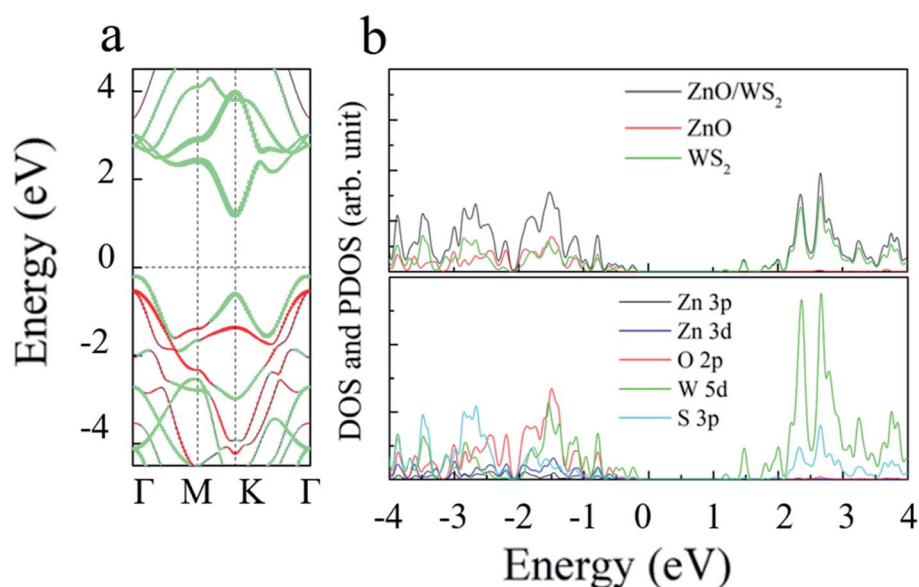 a
b
Energy (eV)
4
2
0
-2
-4
Γ M K Γ
DOS and PDOS (arb. unit)
ZnO/WS₂
ZnO
WS₂
Zn 3p
Zn 3d
O 2p
W 5d
S 3p
-4 -3 -2 -1 0 1 2 3 4
Energy (eV)